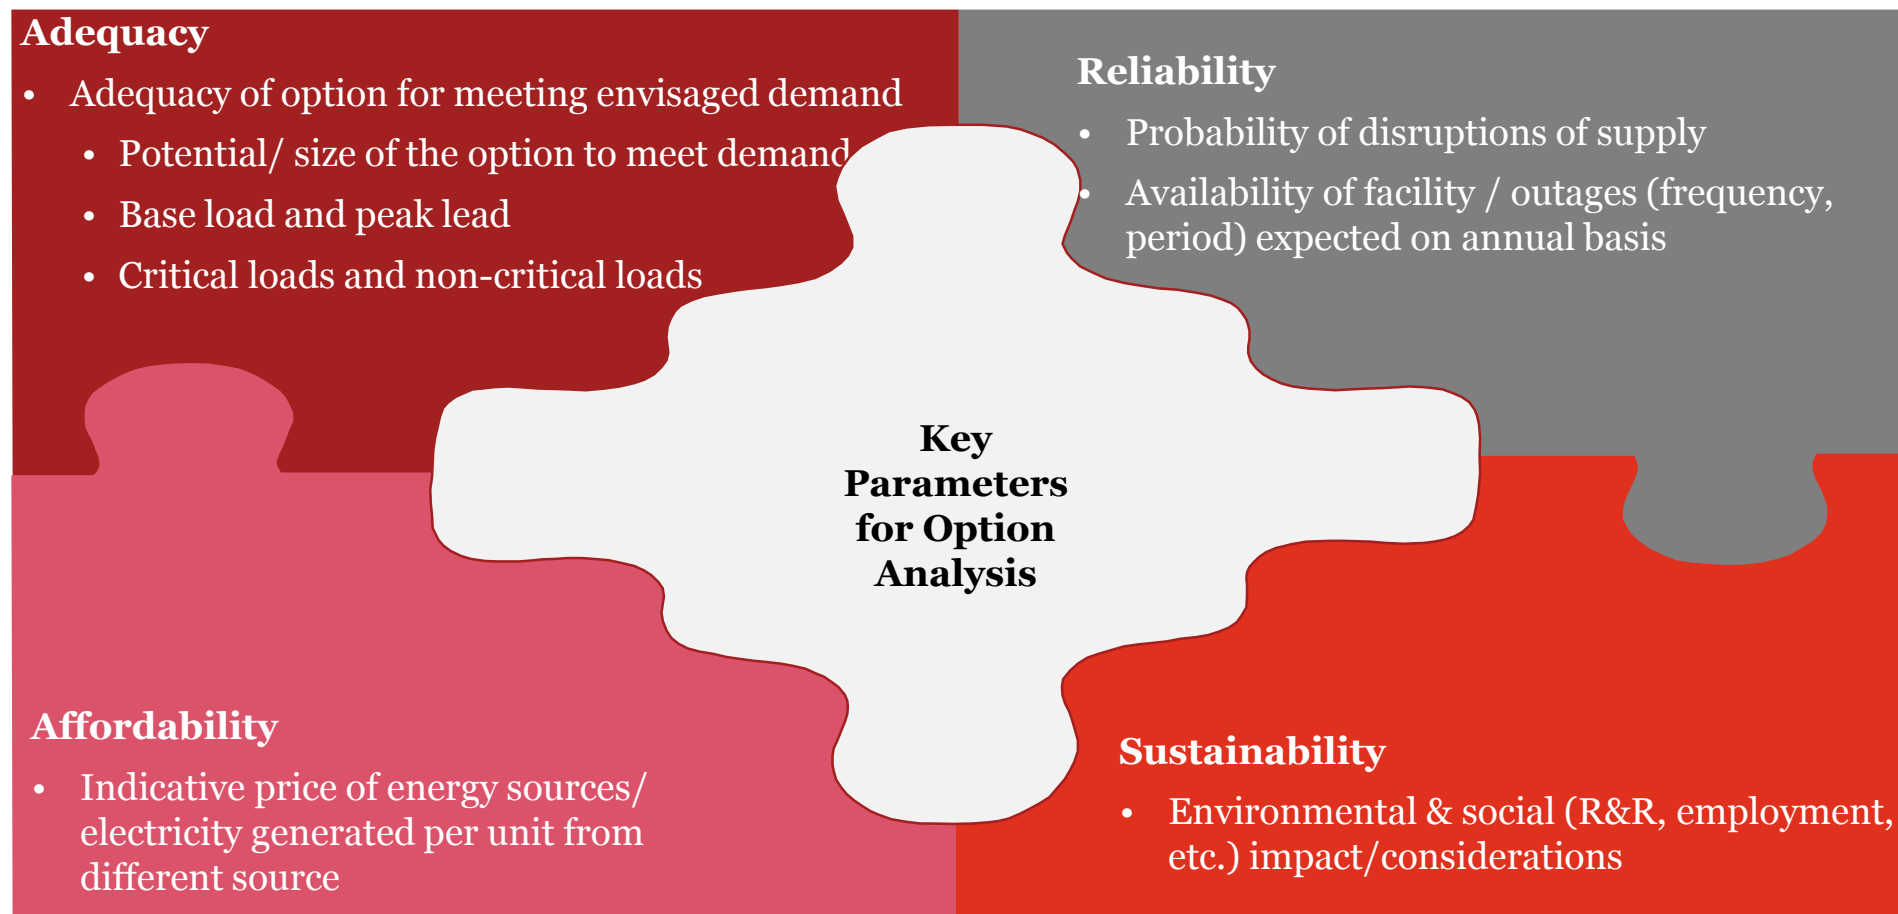 Adequacy
• Adequacy of option for meeting envisaged demand
• Potential/ size of the option to meet demand
• Base load and peak lead
• Critical loads and non-critical loads
Reliability
• Probability of disruptions of supply
• Availability of facility / outages (frequency,
period) expected on annual basis
Key
Parameters
for Option
Analysis
Affordability
• Indicative price of energy sources/
electricity generated per unit from
different source
Sustainability
• Environmental & social (R&R, employment,
etc.) impact/considerations